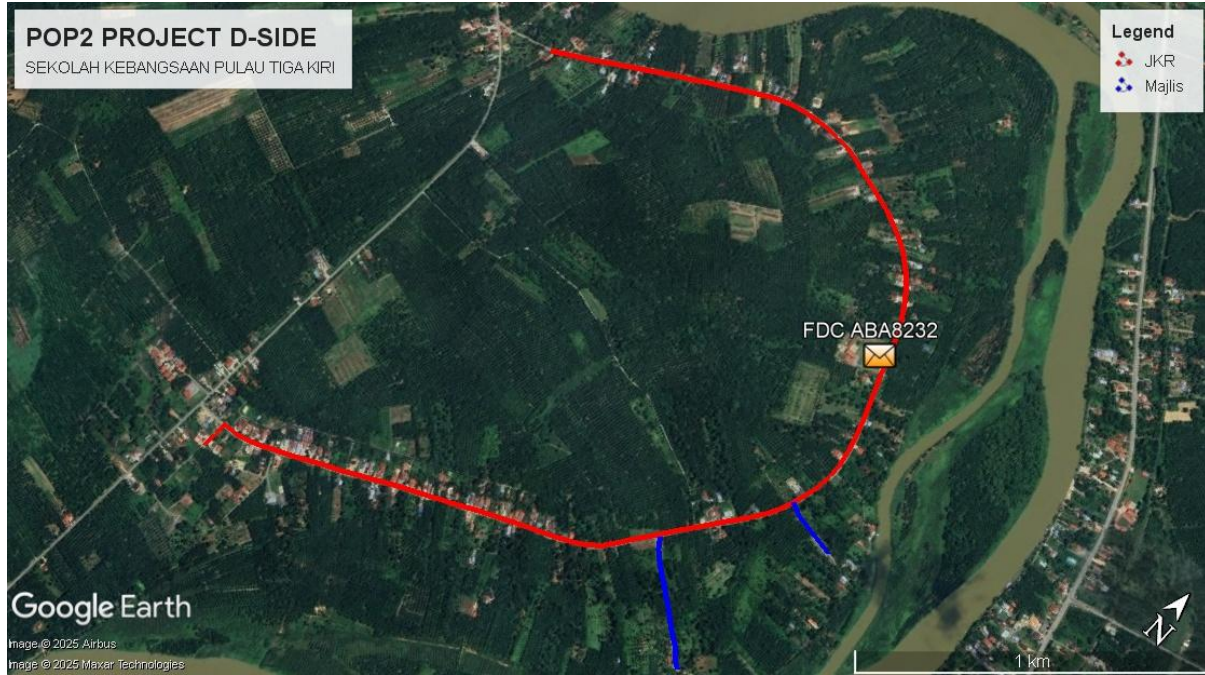 POP2 PROJECT D-SIDE
SEKOLAH KEBANGSAAN PULAU TIGA KIRI
Legend
JKR
Majlis
FDC ABA8232
Google Earth
Image © 2025 Airbus
Image © 2025 Maxar Technologies
N
1 km